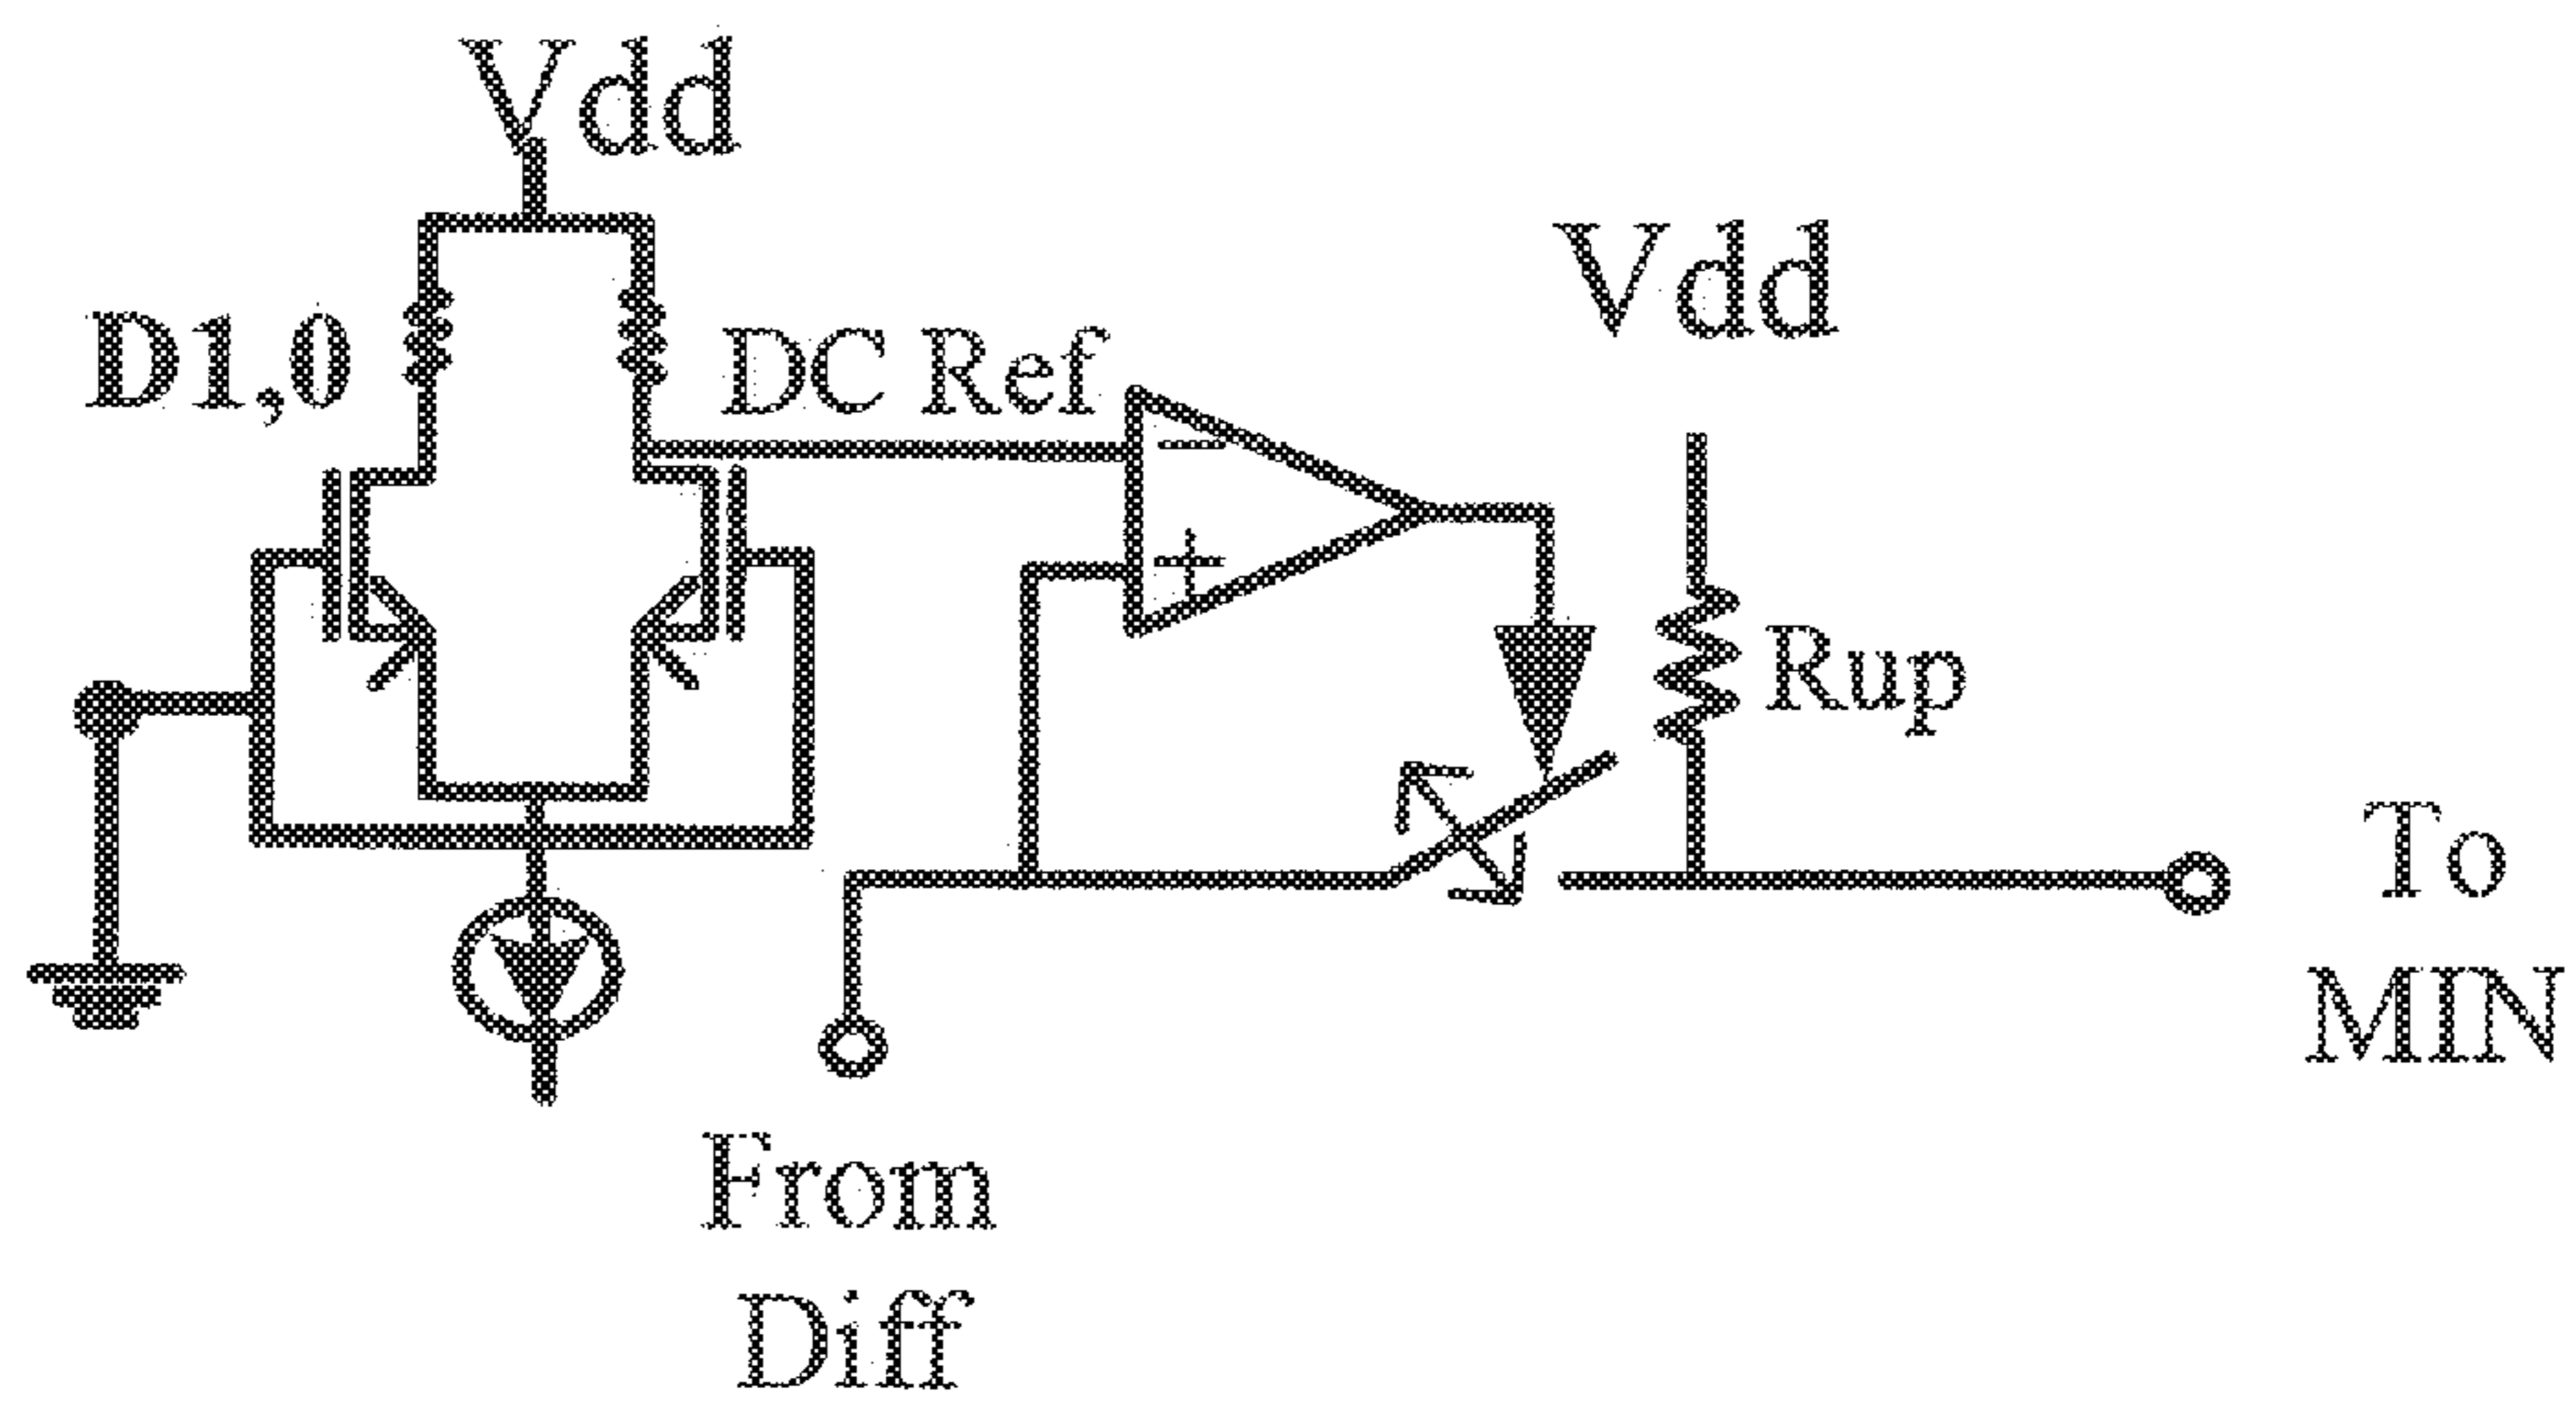 Vdd
Vdd
D1,0
DC Ref
−
+
Rup
To
MIN
From
Diff